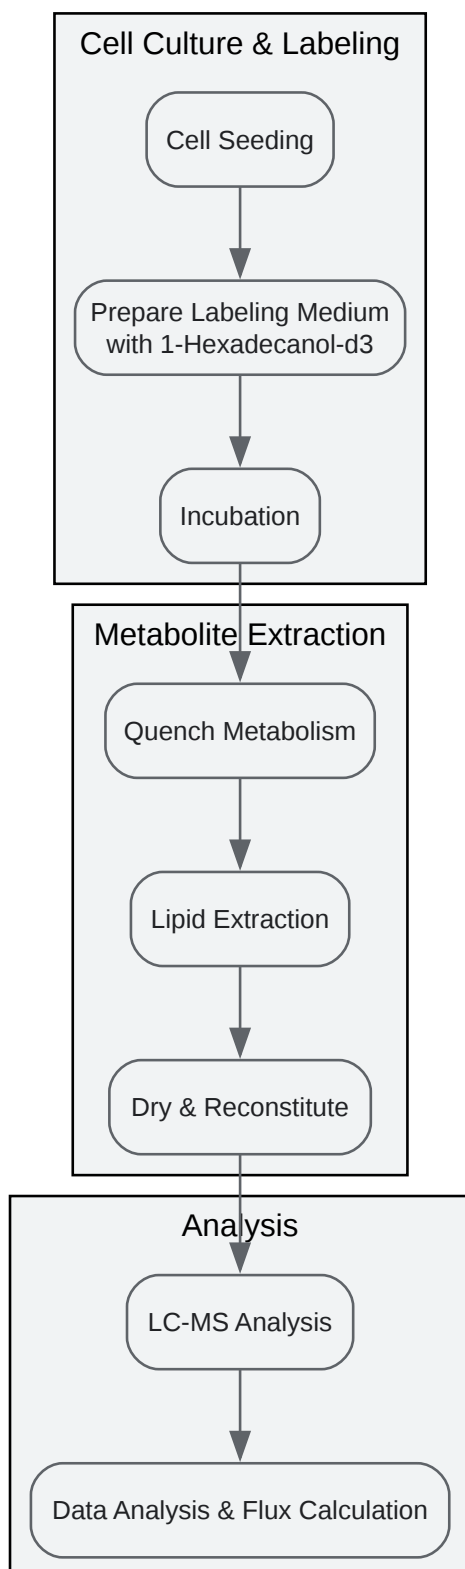 Cell Culture & Labeling
Cell Seeding
Prepare Labeling Medium
with 1-Hexadecanol-d3
Incubation
Metabolite Extraction
Quench Metabolism
Lipid Extraction
Dry & Reconstitute
Analysis
LC-MS Analysis
Data Analysis & Flux Calculation